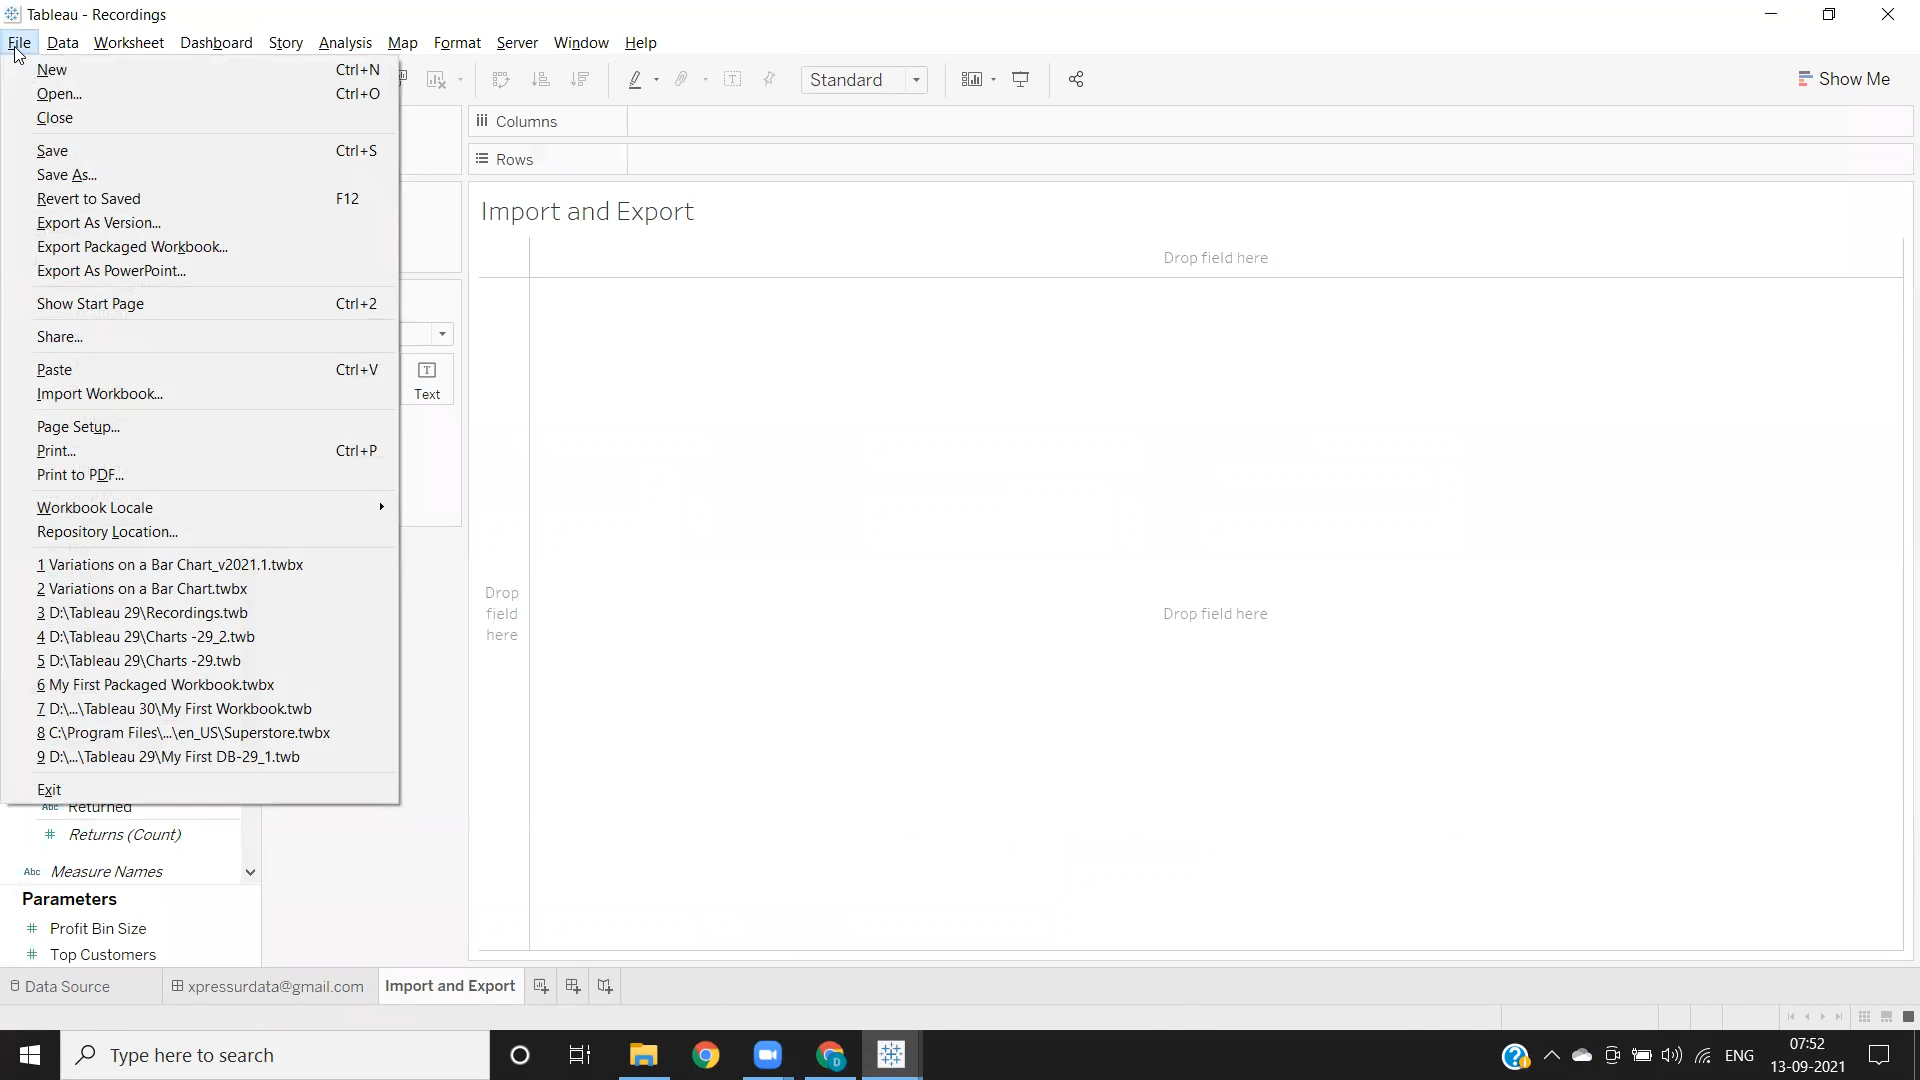 Tableau - Recordings
File Data Worksheet Dashboard Story Analysis Map Format Server Window Help
New Ctrl+N
Open... Ctrl+O
Close
Save Ctrl+S
Save As...
Revert to Saved F12
Export As Version...
Export Packaged Workbook...
Export As PowerPoint...
Show Start Page Ctrl+2
Share...
Paste Ctrl+V
Import Workbook...
Page Setup...
Print... Ctrl+P
Print to PDF...
Workbook Locale
Repository Location...
1 Variations on a Bar Chart_v2021.1.twbx
2 Variations on a Bar Chart.twbx
3 D:\Tableau 29\Recordings.twb
4 D:\Tableau 29\Charts -29_2.twb
5 D:\Tableau 29\Charts -29.twb
6 My First Packaged Workbook.twbx
7 D:\...\Tableau 30\My First Workbook.twb
8 C:\Program Files\...\en_US\Superstore.twbx
9 D:\...\Tableau 29\My First DB-29_1.twb
Exit
Standard
Show Me
Columns
Rows
Import and Export
Drop field here
Text
Drop
field
here
Drop field here
Abc Returned
# Returns (Count)
Abc Measure Names
Parameters
# Profit Bin Size
# Top Customers
Data Source xpressurdata@gmail.com Import and Export
Type here to search
ENG
07:52
13-09-2021